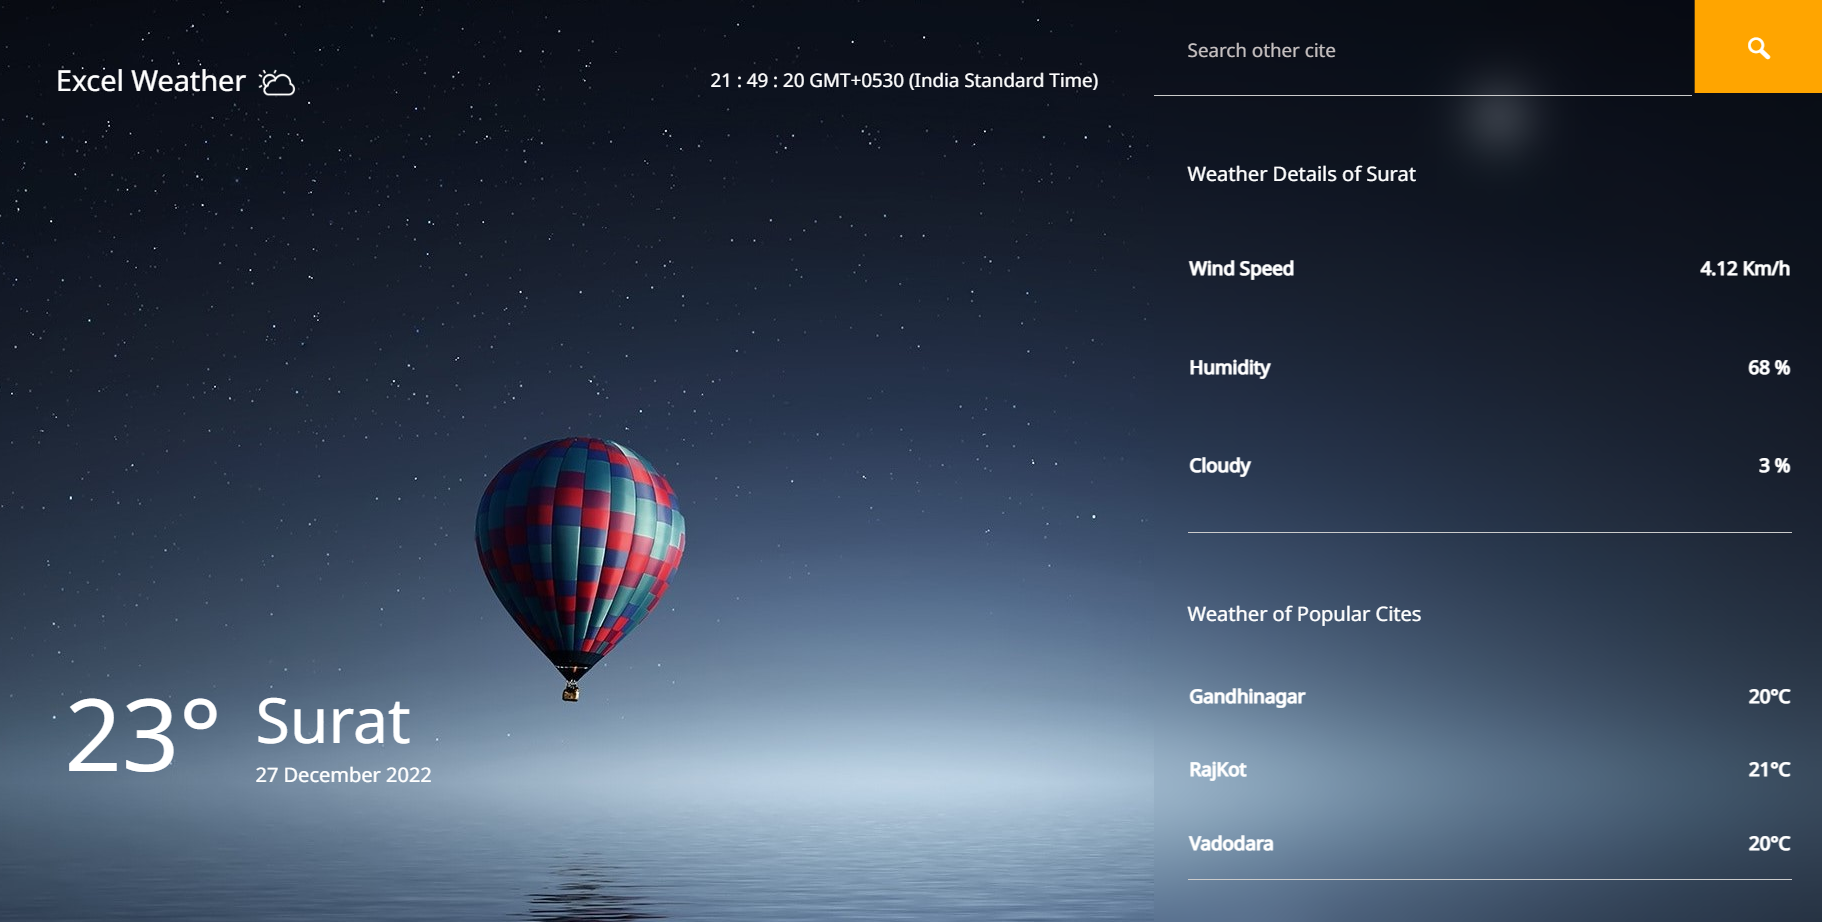 Excel Weather
21 : 49 : 20 GMT+0530 (India Standard Time)
23°
Surat
27 December 2022
Search other cite
Weather Details of Surat
Wind Speed 4.12 Km/h
Humidity 68 %
Cloudy 3 %
Weather of Popular Cites
Gandhinagar 20°C
RajKot 21°C
Vadodara 20°C